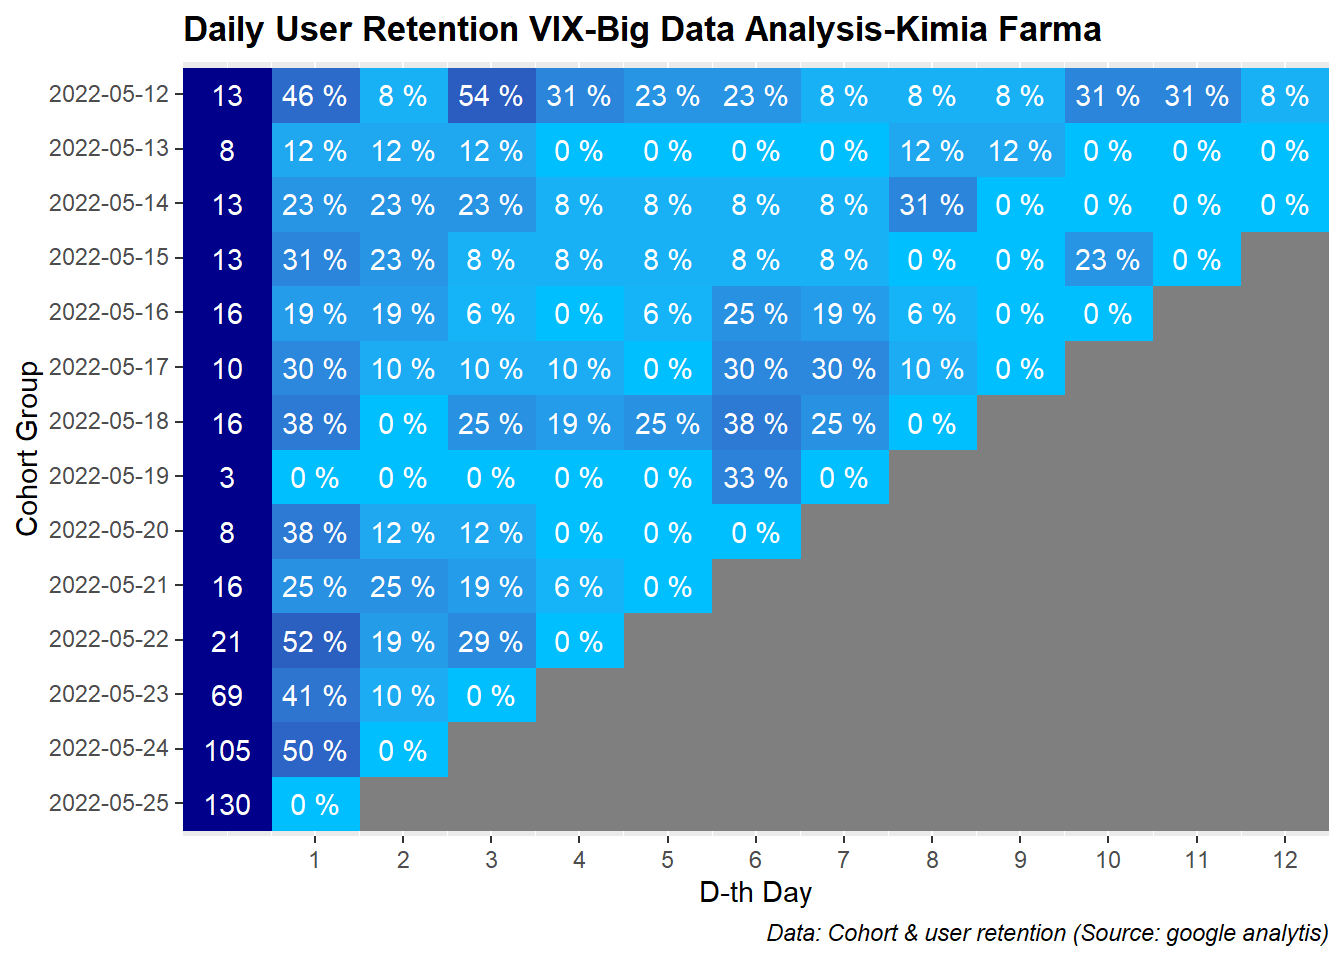 Daily User Retention VIX-Big Data Analysis-Kimia Farma
Cohort Group
2022-05-12 13 46 % 8 % 54 % 31 % 23 % 23 % 8 % 8 % 8 % 31 % 31 % 8 %
2022-05-13 8 12 % 12 % 12 % 0 % 0 % 0 % 0 % 12 % 12 % 0 % 0 % 0 %
2022-05-14 13 23 % 23 % 23 % 8 % 8 % 8 % 8 % 31 % 0 % 0 % 0 % 0 %
2022-05-15 13 31 % 23 % 8 % 8 % 8 % 8 % 8 % 0 % 0 % 23 % 0 %
2022-05-16 16 19 % 19 % 6 % 0 % 6 % 25 % 19 % 6 % 0 % 0 %
2022-05-17 10 30 % 10 % 10 % 10 % 0 % 30 % 30 % 10 % 0 %
2022-05-18 16 38 % 0 % 25 % 19 % 25 % 38 % 25 % 0 %
2022-05-19 3 0 % 0 % 0 % 0 % 0 % 33 % 0 %
2022-05-20 8 38 % 12 % 12 % 0 % 0 % 0 %
2022-05-21 16 25 % 25 % 19 % 6 % 0 %
2022-05-22 21 52 % 19 % 29 % 0 %
2022-05-23 69 41 % 10 % 0 %
2022-05-24 105 50 % 0 %
2022-05-25 130 0 %
1 2 3 4 5 6 7 8 9 10 11 12
D-th Day
Data: Cohort & user retention (Source: google analytis)